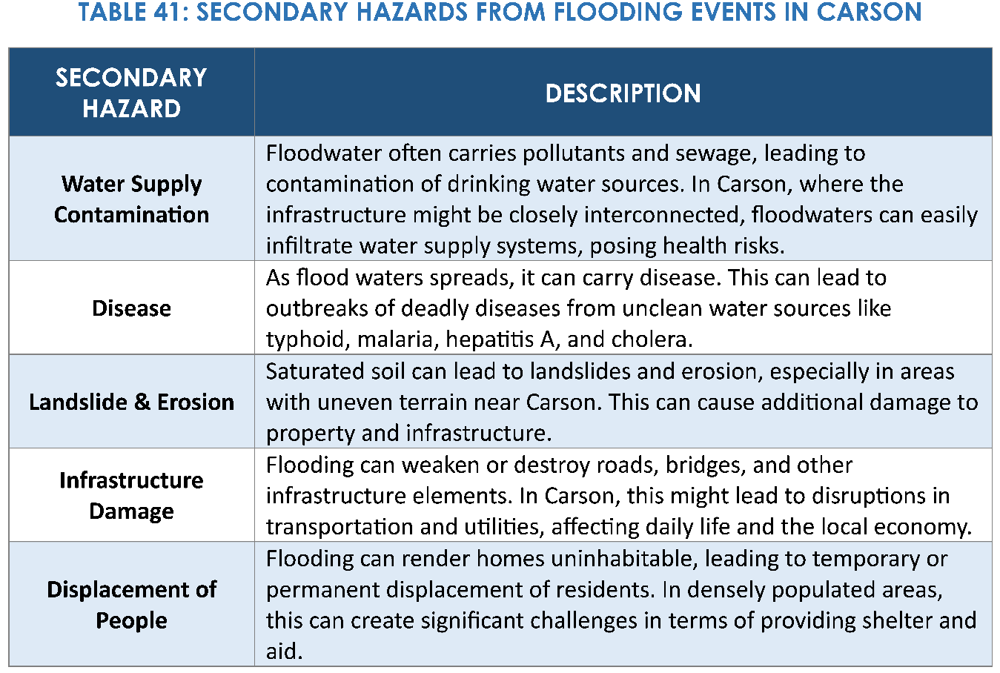 TABLE 41: SECONDARY HAZARDS FROM FLOODING EVENTS IN CARSON
SECONDARY
HAZARD
DESCRIPTION
Water Supply
Contamination
Floodwater often carries pollutants and sewage, leading to
contamination of drinking water sources. In Carson, where the
infrastructure might be closely interconnected, floodwaters can easily
infiltrate water supply systems, posing health risks.
Disease
As flood waters spreads, it can carry disease. This can lead to
outbreaks of deadly diseases from unclean water sources like
typhoid, malaria, hepatitis A, and cholera.
Landslide & Erosion
Saturated soil can lead to landslides and erosion, especially in areas
with uneven terrain near Carson. This can cause additional damage to
property and infrastructure.
Infrastructure
Damage
Flooding can weaken or destroy roads, bridges, and other
infrastructure elements. In Carson, this might lead to disruptions in
transportation and utilities, affecting daily life and the local economy.
Displacement of
People
Flooding can render homes uninhabitable, leading to temporary or
permanent displacement of residents. In densely populated areas,
this can create significant challenges in terms of providing shelter and
aid.